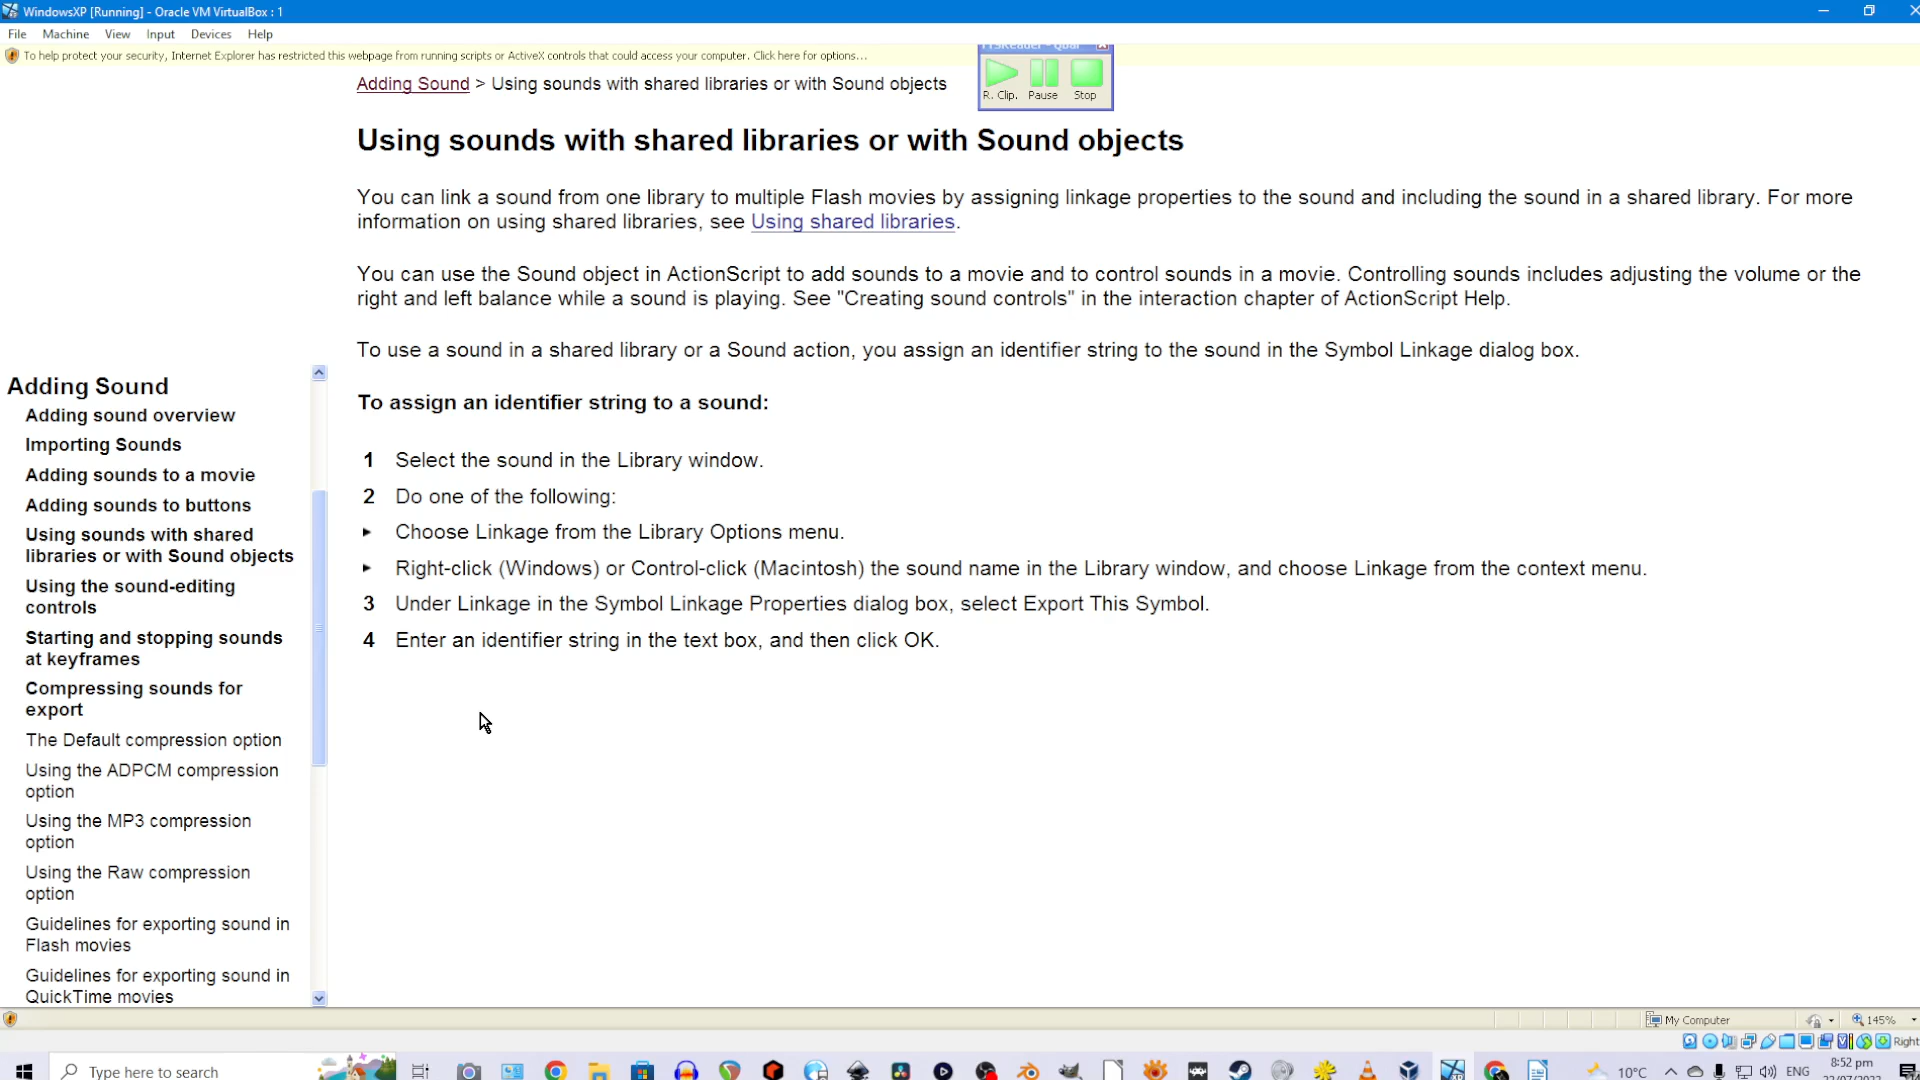 WindowsXP [Running] - Oracle VM VirtualBox : 1
File Machine View Input Devices Help
To help protect your security, Internet Explorer has restricted this webpage from running scripts or ActiveX controls that could access your computer. Click here for options...
Adding Sound > Using sounds with shared libraries or with Sound objects
R. Clip. Pause Stop
Using sounds with shared libraries or with Sound objects
You can link a sound from one library to multiple Flash movies by assigning linkage properties to the sound and including the sound in a shared library. For more
information on using shared libraries, see Using shared libraries.
You can use the Sound object in ActionScript to add sounds to a movie and to control sounds in a movie. Controlling sounds includes adjusting the volume or the
right and left balance while a sound is playing. See "Creating sound controls" in the interaction chapter of ActionScript Help.
To use a sound in a shared library or a Sound action, you assign an identifier string to the sound in the Symbol Linkage dialog box.
To assign an identifier string to a sound:
1 Select the sound in the Library window.
2 Do one of the following:
Choose Linkage from the Library Options menu.
Right-click (Windows) or Control-click (Macintosh) the sound name in the Library window, and choose Linkage from the context menu.
3 Under Linkage in the Symbol Linkage Properties dialog box, select Export This Symbol.
4 Enter an identifier string in the text box, and then click OK.
Adding Sound
Adding sound overview
Importing Sounds
Adding sounds to a movie
Adding sounds to buttons
Using sounds with shared
libraries or with Sound objects
Using the sound-editing
controls
Starting and stopping sounds
at keyframes
Compressing sounds for
export
The Default compression option
Using the ADPCM compression
option
Using the MP3 compression
option
Using the Raw compression
option
Guidelines for exporting sound in
Flash movies
Guidelines for exporting sound in
QuickTime movies
My Computer
145%
Right
Type here to search
10°C
ENG
8:52 pm